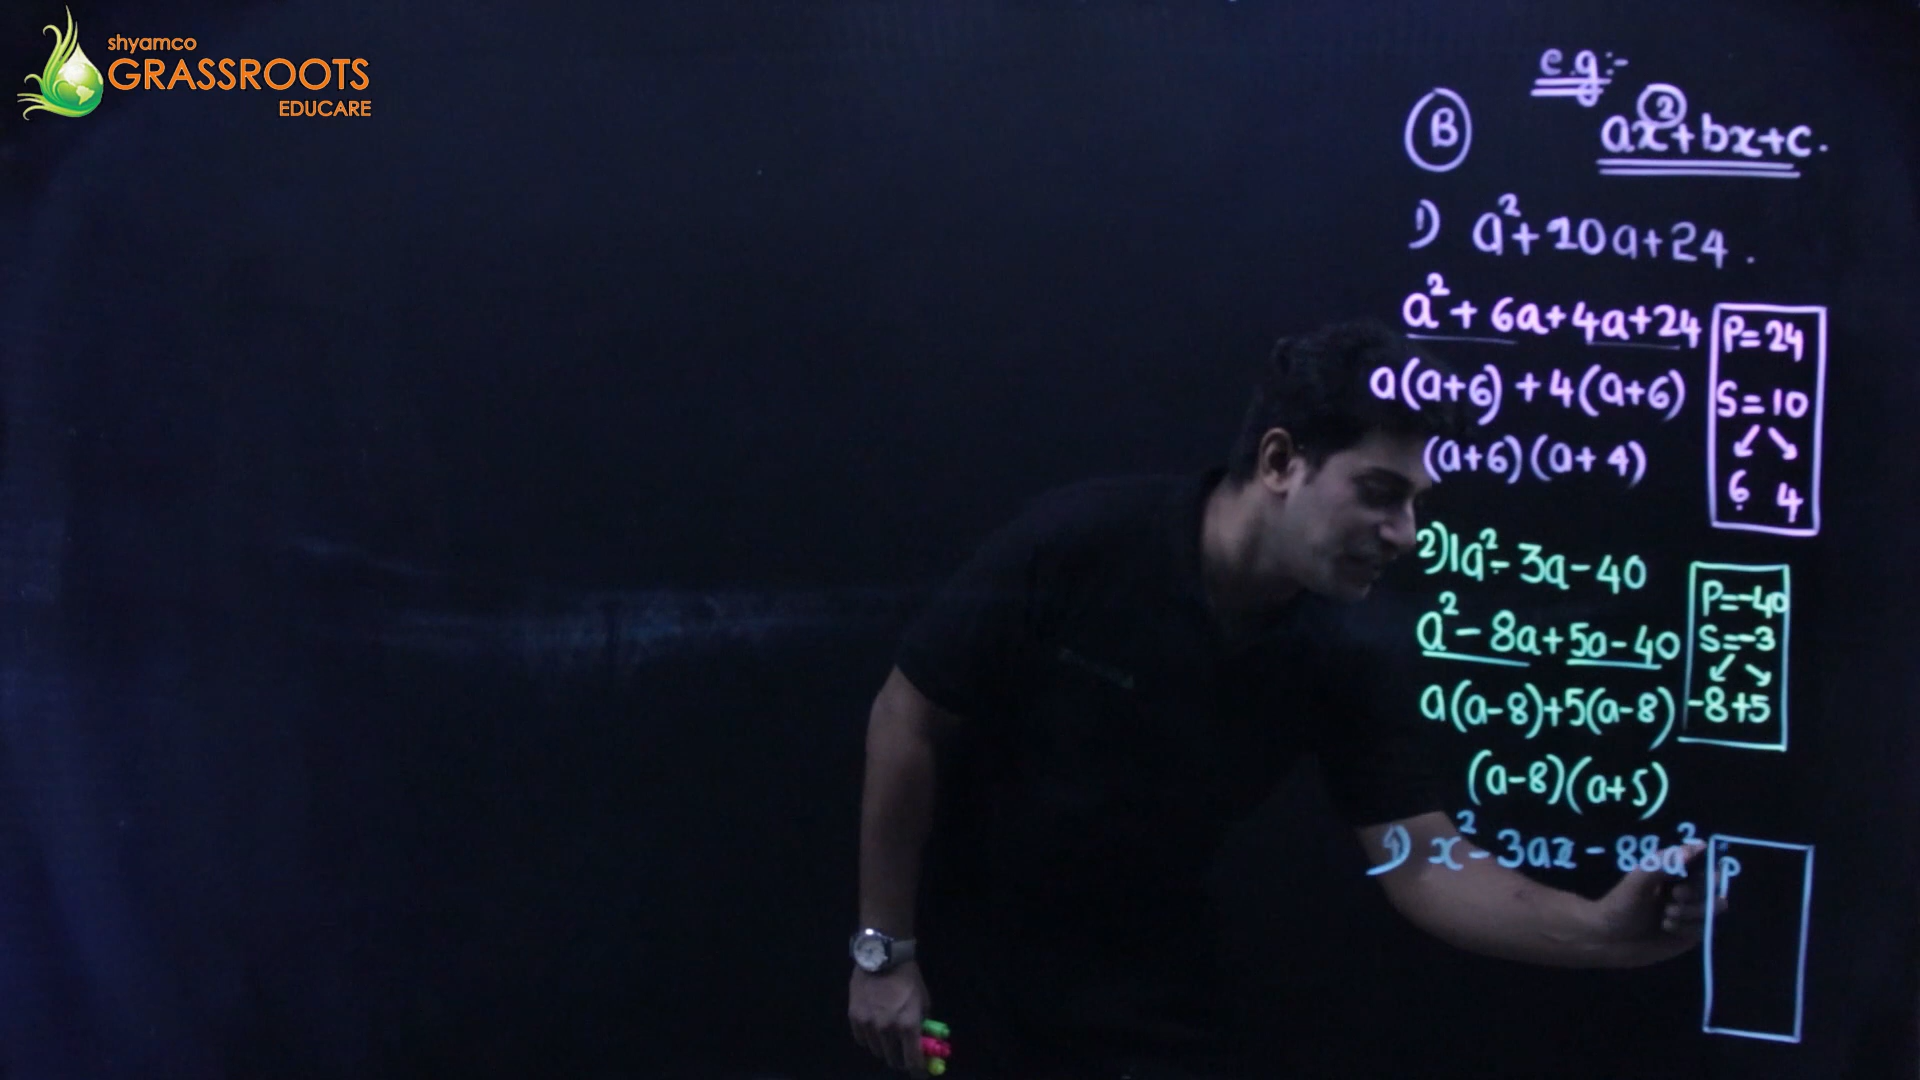 shyamco
GRASSROOTS
EDUCARE
e.g:-
B
ax²+bx+c.
1) a²+10a+24.
a²+6a+4a+24
P=24
a(a+6)+4(a+6)
S=10
↙ ↘
(a+6)(a+4)
6 4
2) 1a²-3a-40
P=-40
a²-8a+5a-40
S=-3
↙ ↘
a(a-8)+5(a-8)
-8+5
(a-8)(a+5)
x²-3ax-88a²
P